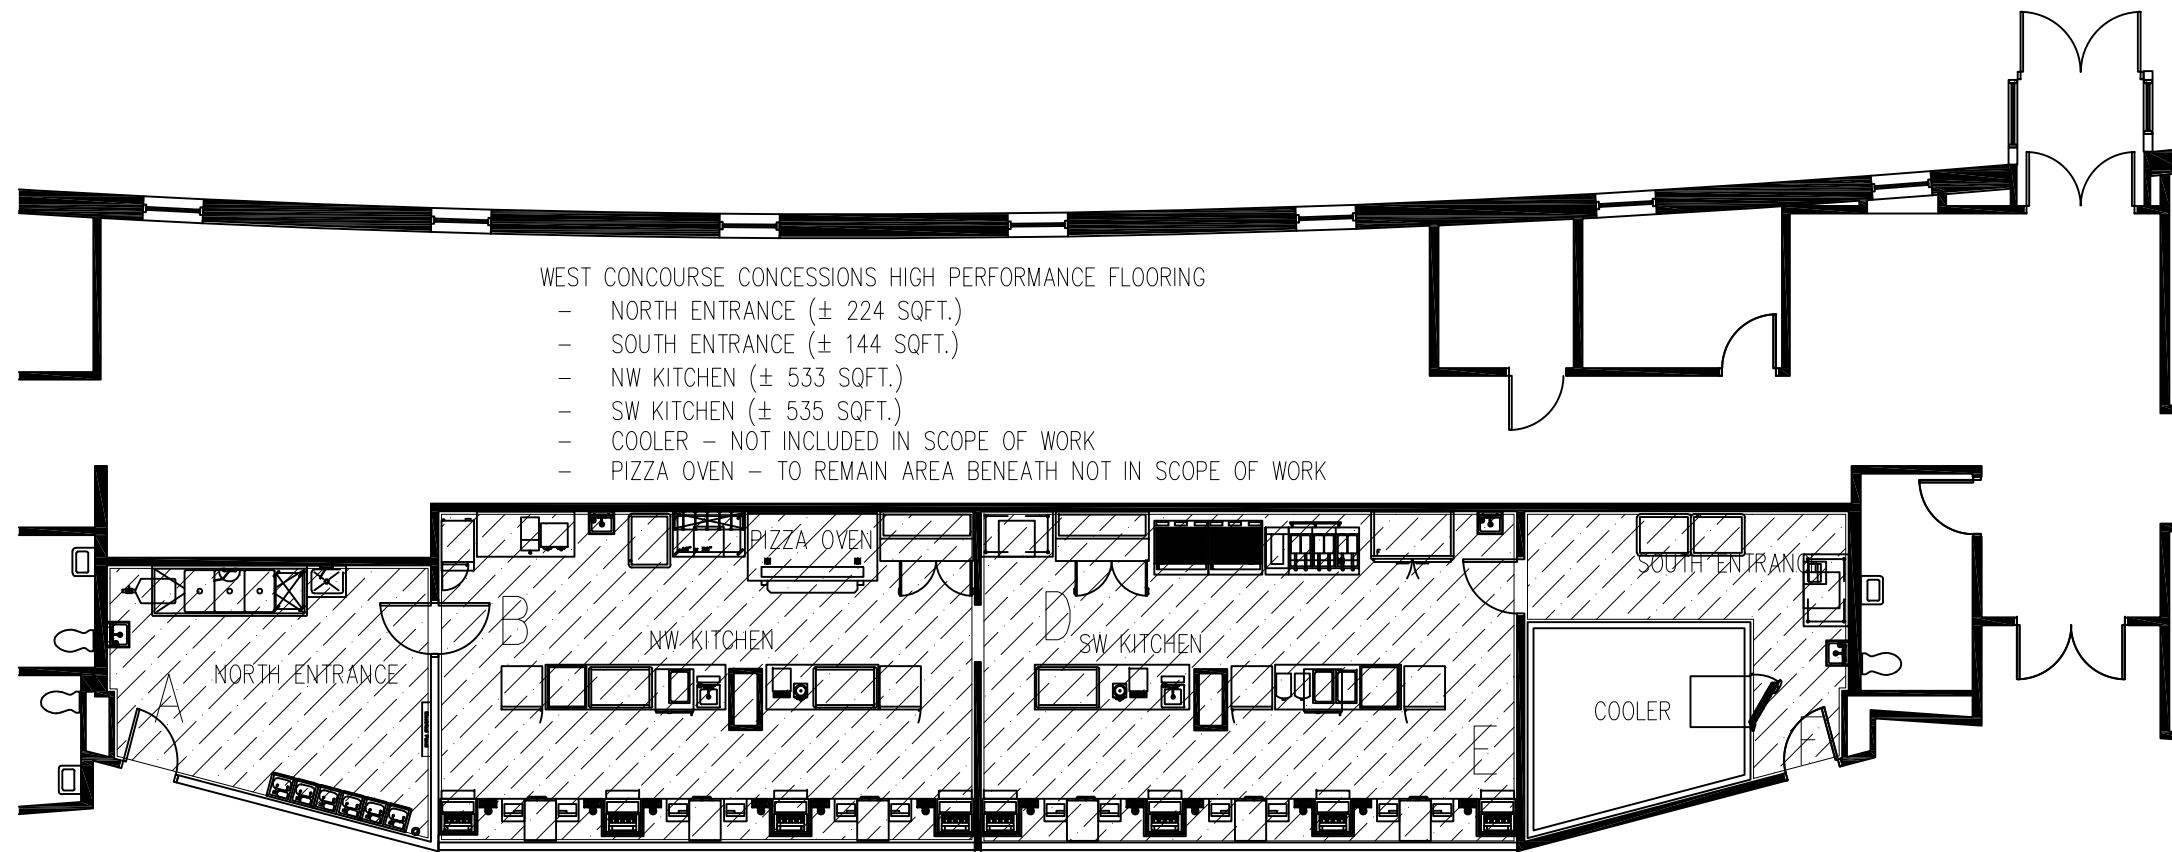 WEST CONCOURSE CONCESSIONS HIGH PERFORMANCE FLOORING
- NORTH ENTRANCE (± 224 SQFT.)
- SOUTH ENTRANCE (± 144 SQFT.)
- NW KITCHEN (± 533 SQFT.)
- SW KITCHEN (± 535 SQFT.)
- COOLER - NOT INCLUDED IN SCOPE OF WORK
- PIZZA OVEN - TO REMAIN AREA BENEATH NOT IN SCOPE OF WORK
PIZZA OVEN
SOUTH ENTRANC
B
D
NW KITCHEN
SW KITCHEN
NORTH ENTRANCE
A
COOLER
E
F